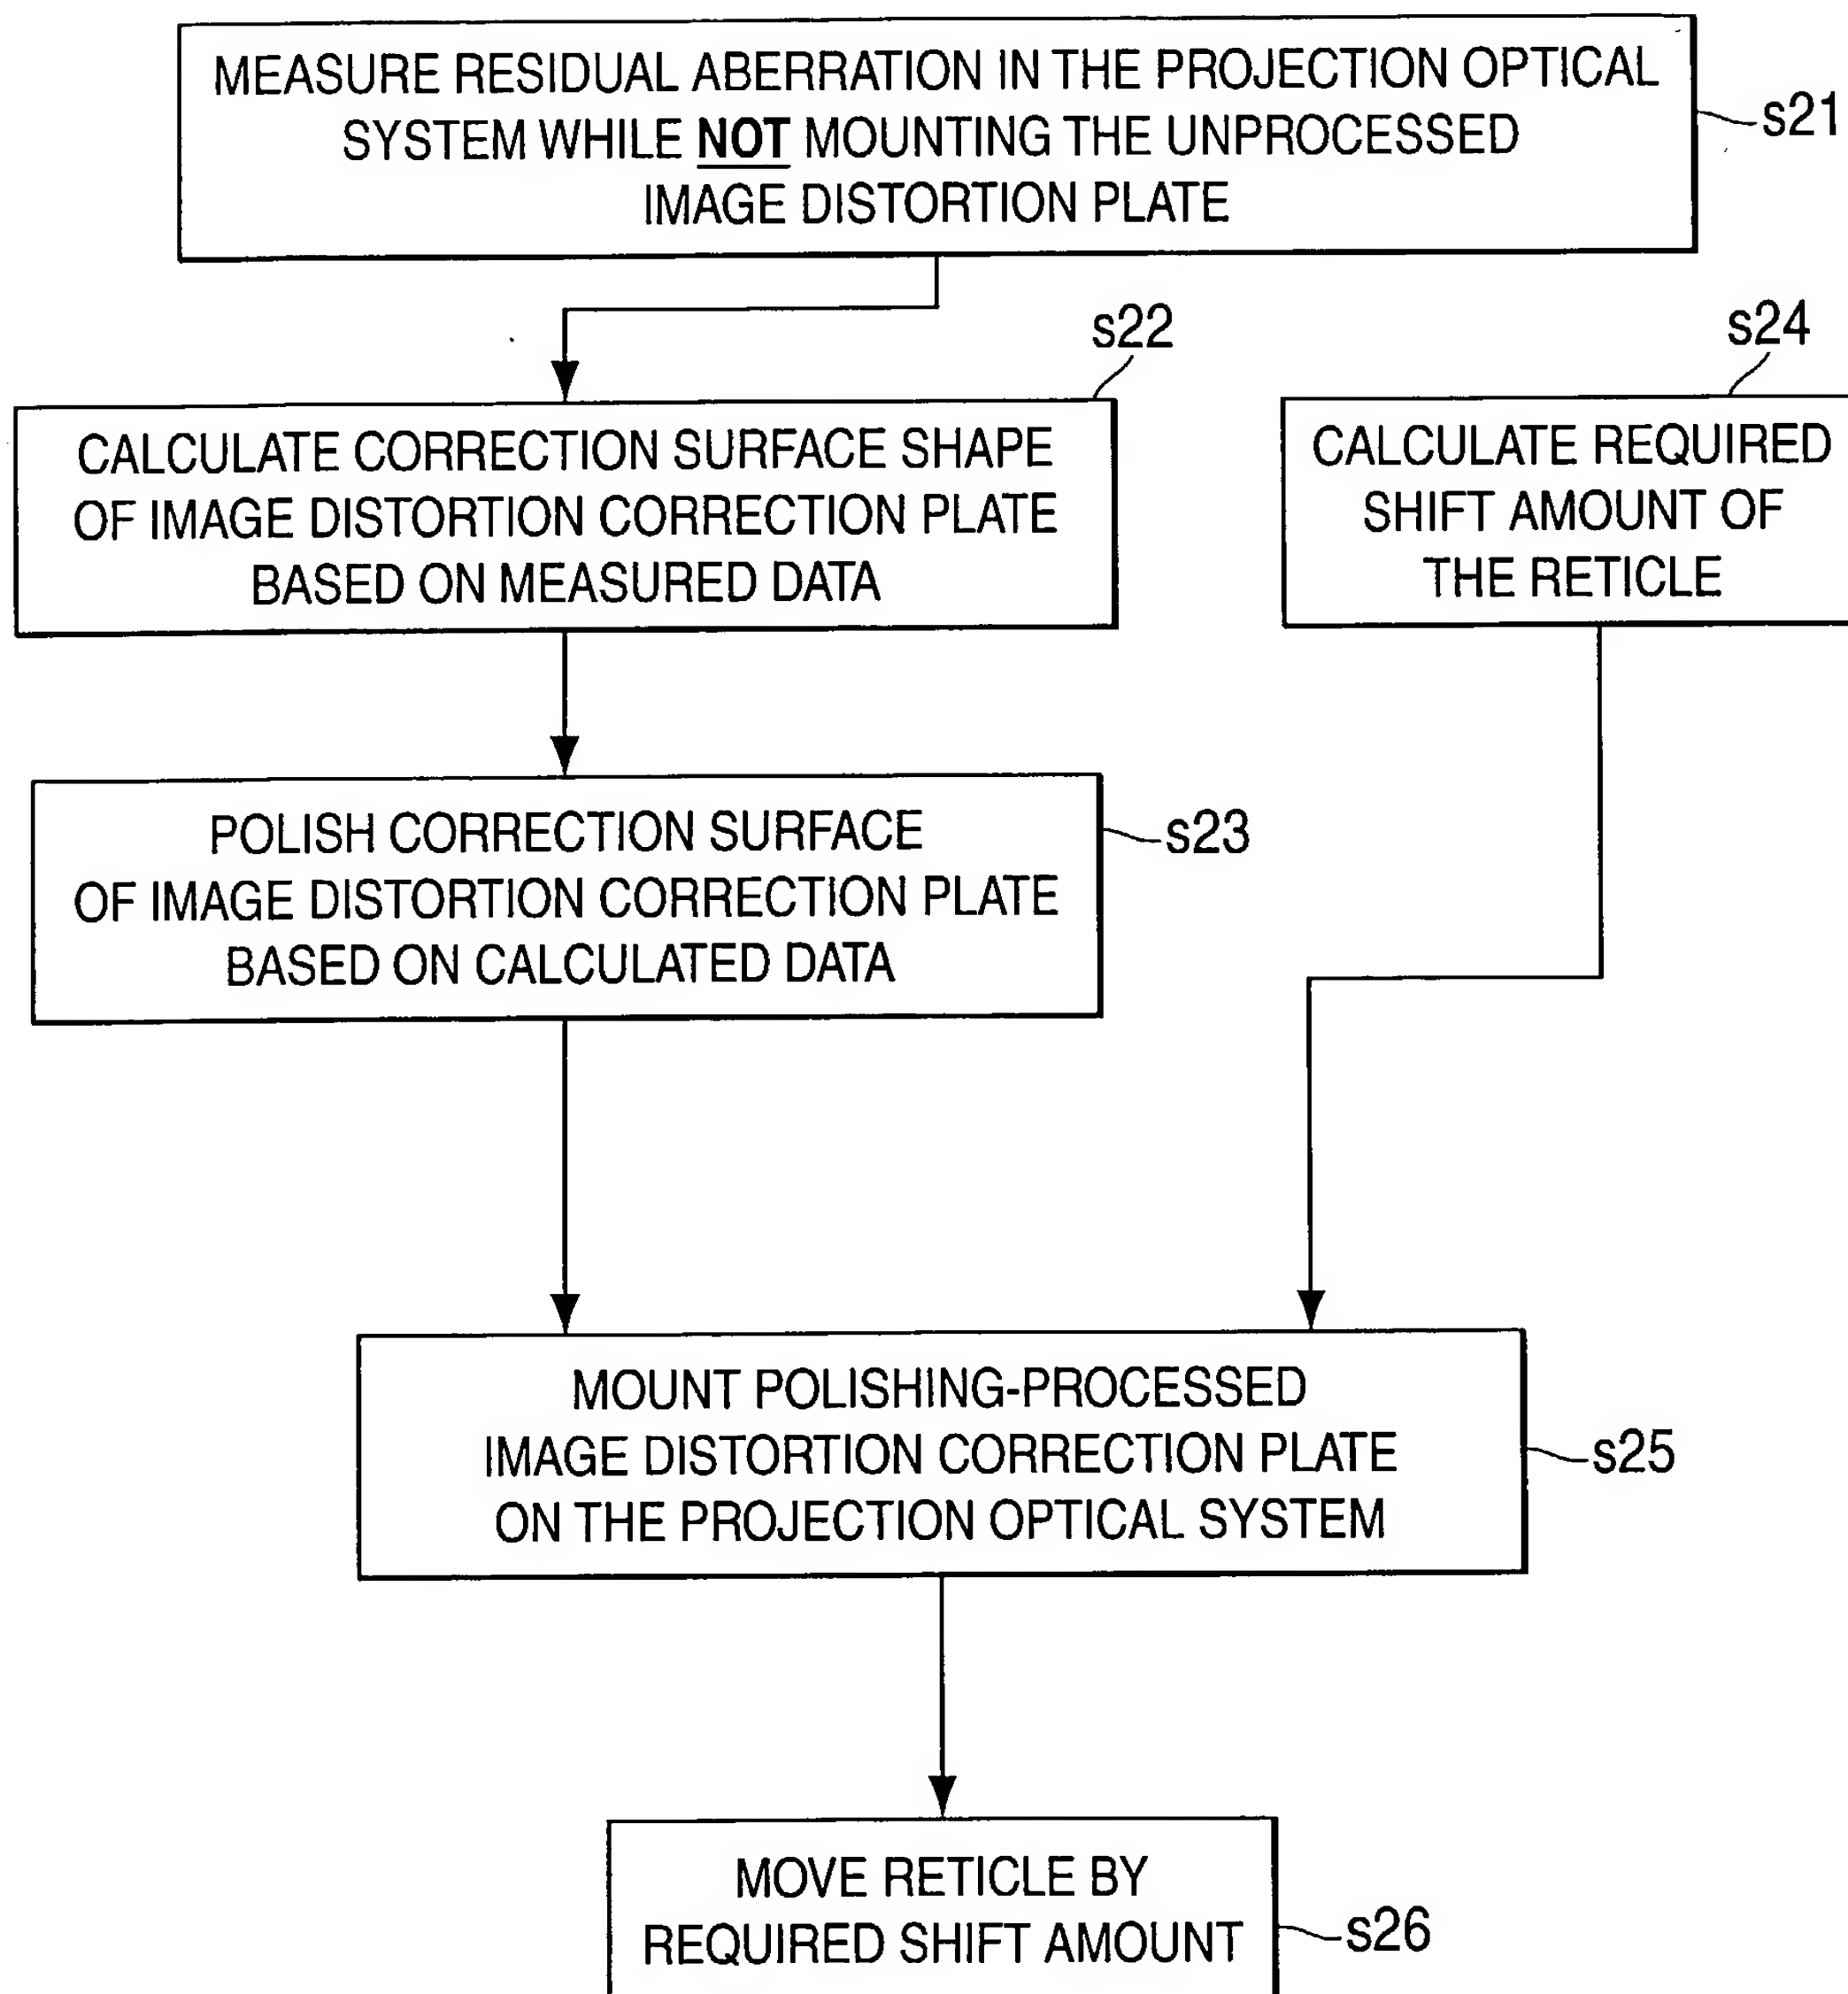 MEASURE RESIDUAL ABERRATION IN THE PROJECTION OPTICAL
SYSTEM WHILE NOT MOUNTING THE UNPROCESSED
IMAGE DISTORTION PLATE
s21
s22
CALCULATE CORRECTION SURFACE SHAPE
OF IMAGE DISTORTION CORRECTION PLATE
BASED ON MEASURED DATA
s24
CALCULATE REQUIRED
SHIFT AMOUNT OF
THE RETICLE
POLISH CORRECTION SURFACE
OF IMAGE DISTORTION CORRECTION PLATE
BASED ON CALCULATED DATA
s23
MOUNT POLISHING-PROCESSED
IMAGE DISTORTION CORRECTION PLATE
ON THE PROJECTION OPTICAL SYSTEM
s25
MOVE RETICLE BY
REQUIRED SHIFT AMOUNT
s26